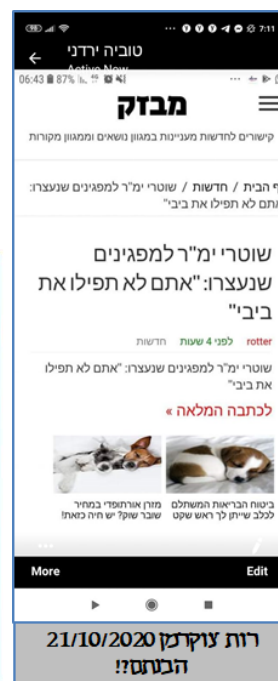 7:11
טוביה ירדני
Active Now
06:43 87%
מבזק
קישורים לחדשות מעניינות במגוון נושאים וממגוון מקורות
ף הבית / חדשות / שוטרי ימ"ר למפגינים שנעצרו:
אתם לא תפילו את ביבי"
שוטרי ימ"ר למפגינים
שנעצרו: "אתם לא תפילו את
ביבי"
rotter לפני 4 שעות חדשות
שוטרי ימ"ר למפגינים שנעצרו: "אתם לא תפילו
את ביבי"
לכתבה המלאה »
ביטוח הבריאות המשתלם
לכלב שייתן לך ראש שקט
מזרן אורתופדי במחיר
שובר שוק? יש חיה כזאת!
More
Edit
רות צוקרמן 21/10/2020
הבנתם?!